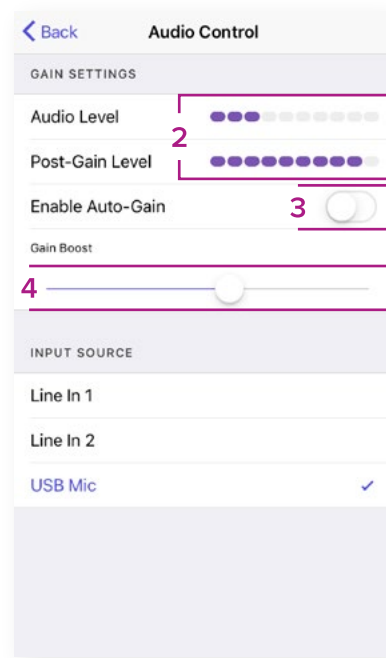 Back Audio Control
GAIN SETTINGS
Audio Level
2
Post-Gain Level
Enable Auto-Gain 3
Gain Boost
4
INPUT SOURCE
Line In 1
Line In 2
USB Mic